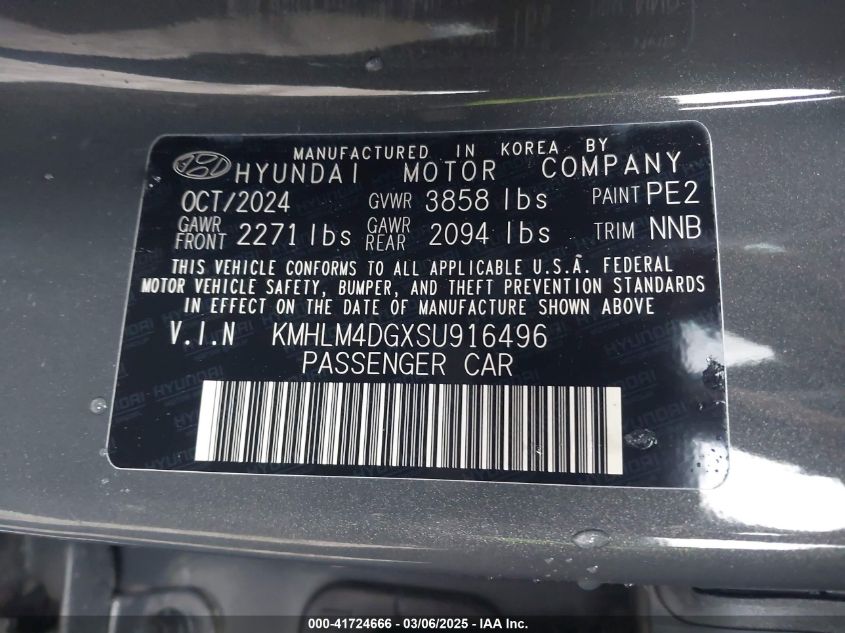 MANUFACTURED IN KOREA BY
HYUNDAI MOTOR COMPANY
OCT/2024 GVWR 3858 lbs PAINT PE2
GAWR FRONT 2271 lbs GAWR REAR 2094 lbs TRIM NNB
THIS VEHICLE CONFORMS TO ALL APPLICABLE U.S.A. FEDERAL
MOTOR VEHICLE SAFETY, BUMPER, AND THEFT PREVENTION STANDARDS
IN EFFECT ON THE DATE OF MANUFACTURE SHOWN ABOVE
V.I.N KMHLM4DGXSU916496
PASSENGER CAR
000-41724666 - 03/06/2025 - IAA Inc.